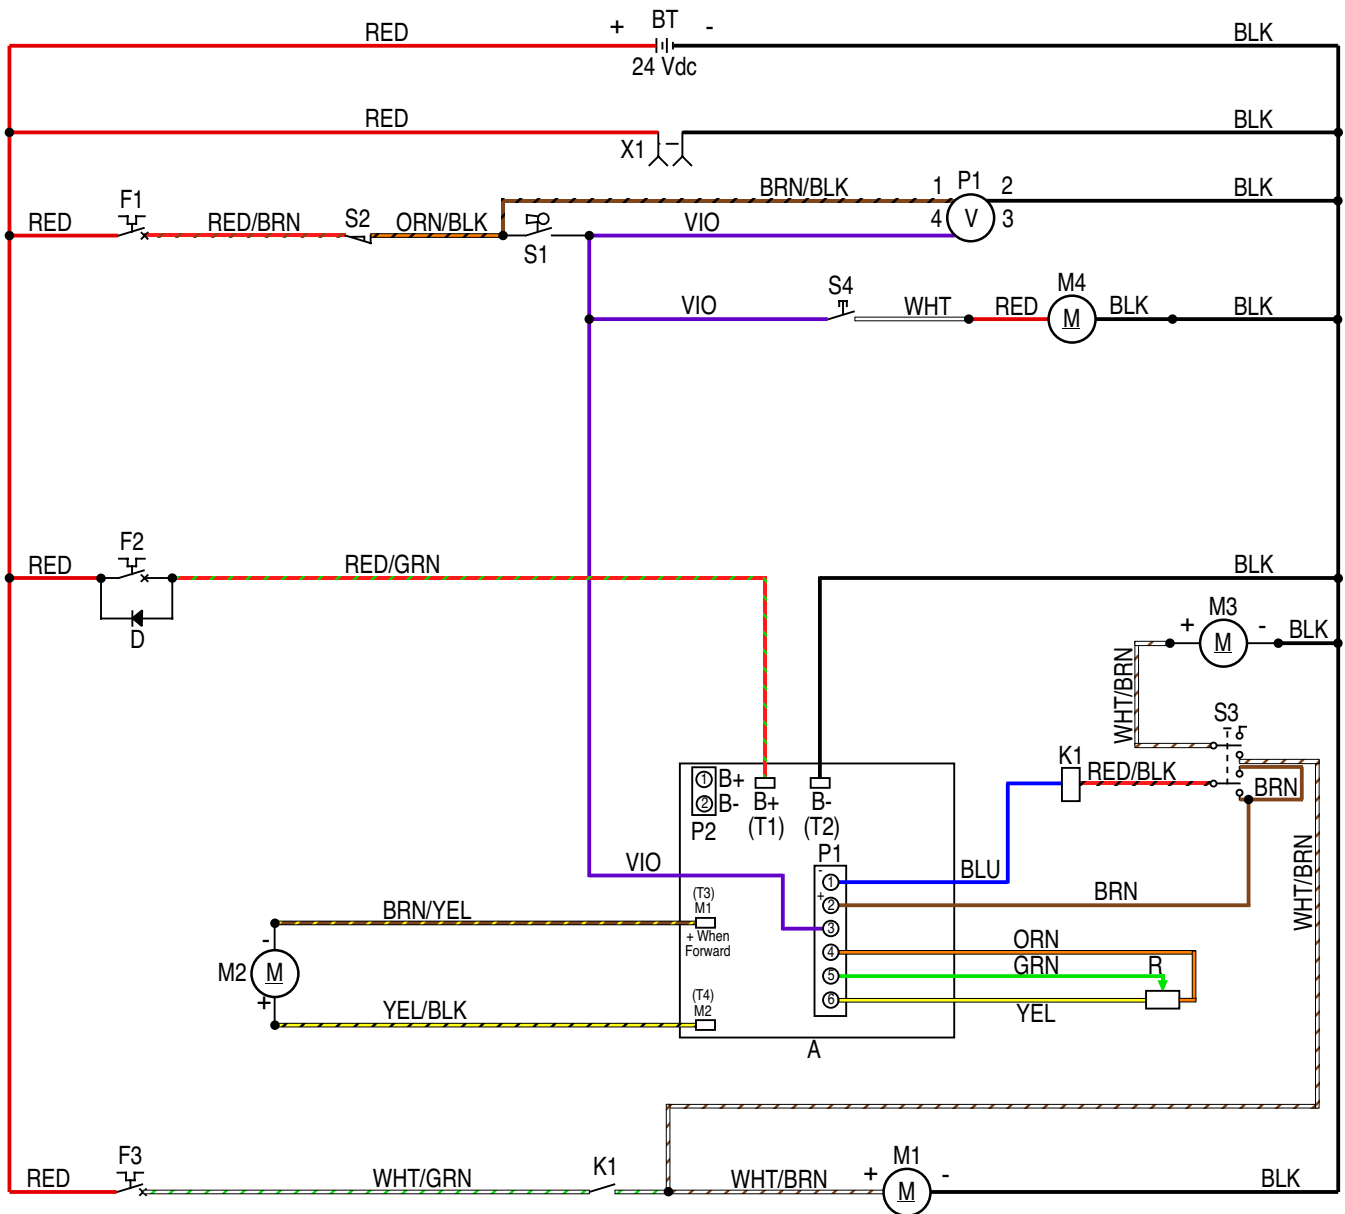 + BT -
RED
BLK
24 Vdc
RED
BLK
X1 -
F1
BRN/BLK
1 P1 2
BLK
RED
RED/BRN
S2
ORN/BLK
VIO
4 V 3
S1
S4
M4
VIO
WHT
RED
M
BLK
BLK
F2
RED
RED/GRN
BLK
D
M3
+ M -
BLK
WHT/BRN
S3
K1
RED/BLK
BRN
1 B+
2 B-
P2
B+
(T1)
B-
(T2)
P1
VIO
-
1
BLU
+
2
BRN
3
WHT/BRN
(T3)
M1
+ When
Forward
BRN/YEL
4
ORN
-
M2 M
+
5
GRN
R
6
YEL
(T4)
M2
YEL/BLK
A
F3
RED
WHT/GRN
K1
WHT/BRN
M1
+ M -
BLK